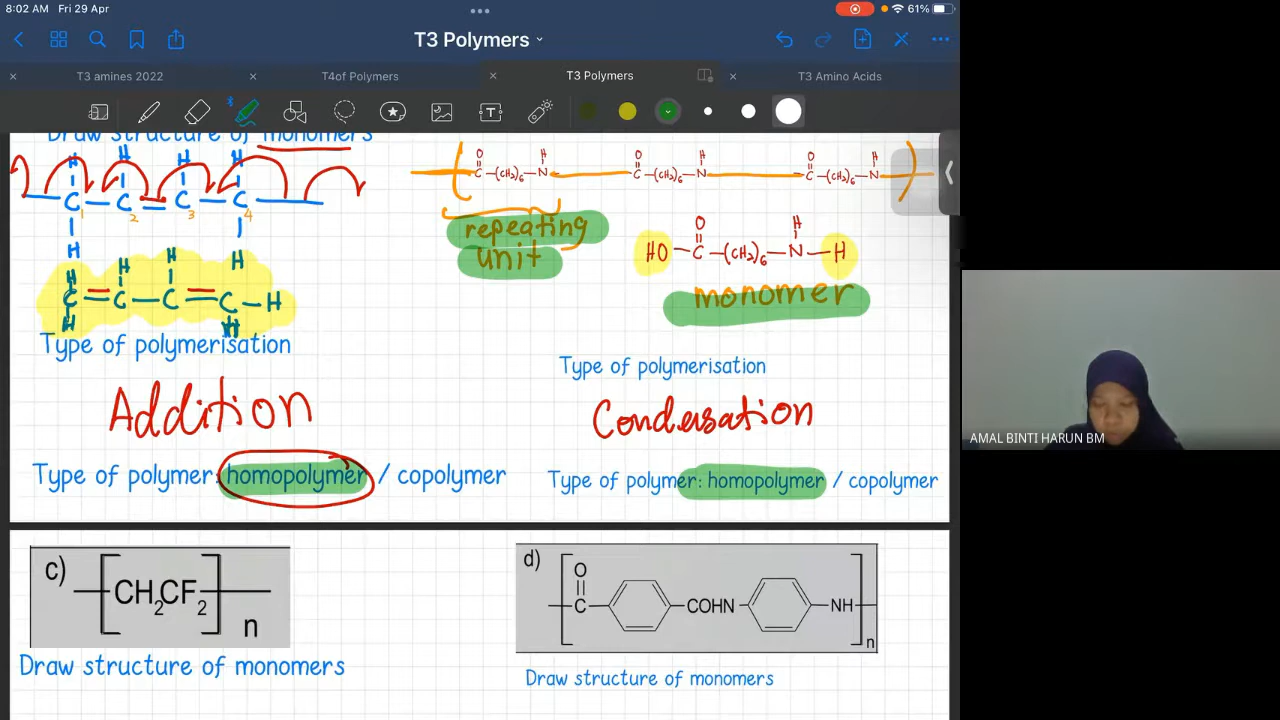 8:02 AM Fri 29 Apr
61%
T3 Polymers
T3 amines 2022
T4of Polymers
T3 Polymers
T3 Amino Acids
Draw structure of monomers
H H H H
C C C C
1 2 3 4
H H
H H H H
C=C-C=C-H
H H
Type of polymerisation
Addition
Type of polymer: homopolymer / copolymer
O H O H O H
C-(CH2)6-N C-(CH2)6-N C-(CH2)6-N
repeating
unit
O H
HO-C-(CH2)6-N-H
monomer
Type of polymerisation
Condensation
Type of polymer: homopolymer / copolymer
c)
CH2CF2
n
Draw structure of monomers
d)
O
C COHN NH
n
Draw structure of monomers
AMAL BINTI HARUN BM